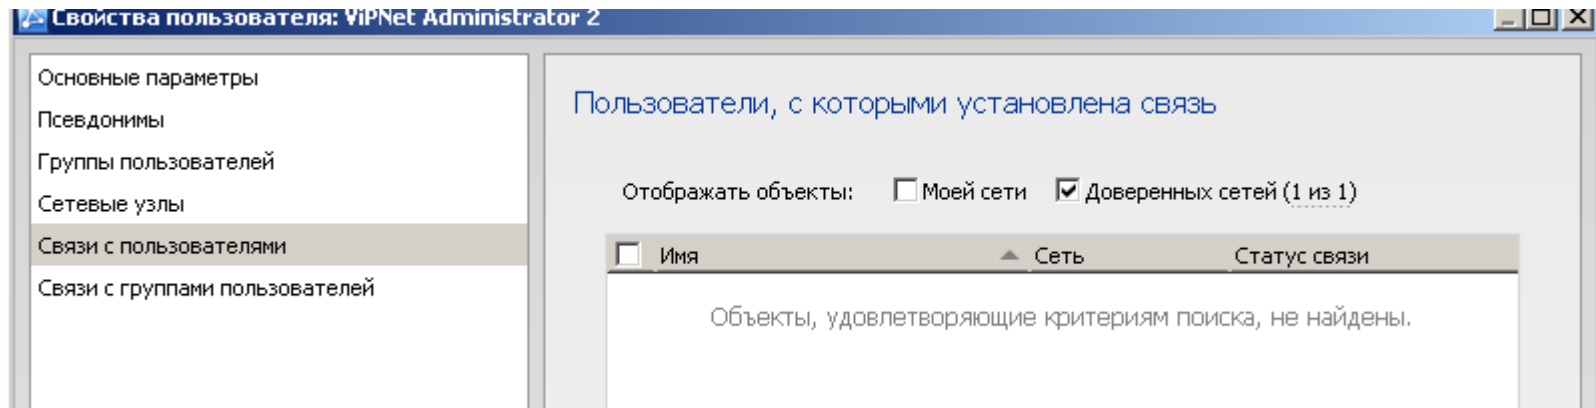 Свойства пользователя: ViPNet Administrator 2
Основные параметры
Псевдонимы
Группы пользователей
Сетевые узлы
Связи с пользователями
Связи с группами пользователей
Пользователи, с которыми установлена связь
Отображать объекты: Моей сети Доверенных сетей (1 из 1)
Имя Сеть Статус связи
Объекты, удовлетворяющие критериям поиска, не найдены.